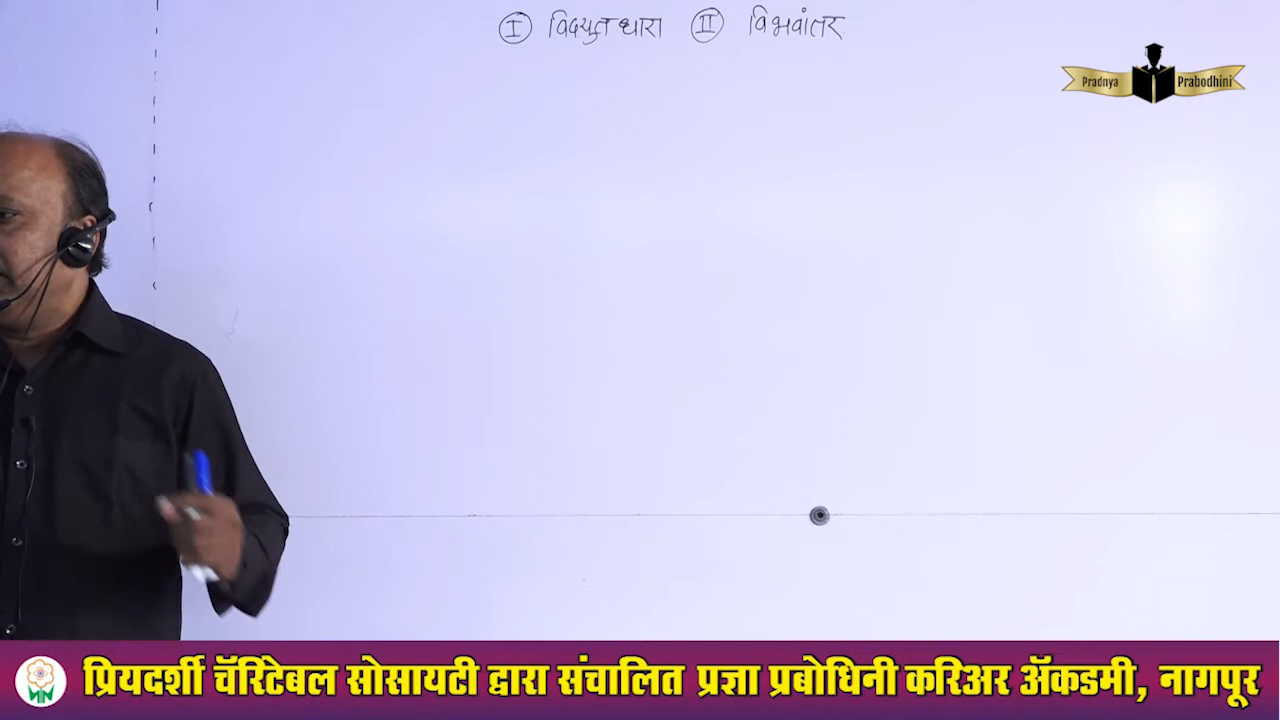 I विद्युत धारा II विभवांतर
Pradnya Prabodhini
प्रियदर्शी चॅरिटेबल सोसायटी द्वारा संचालित प्रज्ञा प्रबोधिनी करिअर ॲकडमी, नागपूर